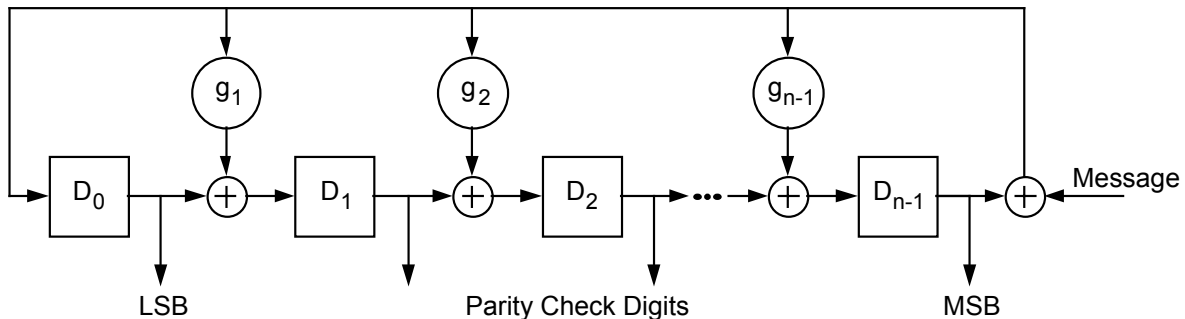 g1 g2 gn-1
D0 D1 D2 ••• Dn-1 Message
LSB Parity Check Digits MSB